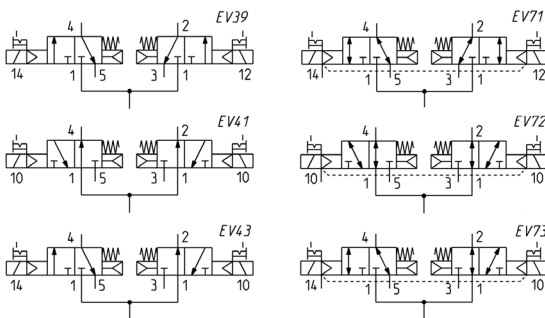 4 2 EV39
14 1 5 3 1 12
4 2 EV71
14 1 5 3 1 12
4 2 EV41
10 1 5 3 1 10
4 2 EV72
10 1 5 3 1 10
4 2 EV43
14 1 5 3 1 10
4 2 EV73
14 1 5 3 1 10